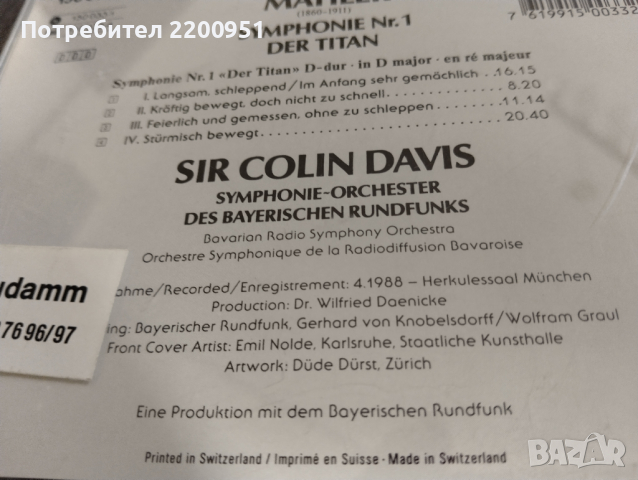 Потребител 2200951
MAHLER
(1860-1911)
SYMPHONIE Nr. 1
DER TITAN
7 619915 00332
Symphonie Nr. 1 «Der Titan» D-dur · in D major · en ré majeur
I. Langsam, schleppend/Im Anfang sehr gemächlich 16.15
II. Kräftig bewegt, doch nicht zu schnell 8.20
III. Feierlich und gemessen, ohne zu schleppen 11.14
IV. Stürmisch bewegt 20.40
SIR COLIN DAVIS
SYMPHONIE-ORCHESTER
DES BAYERISCHEN RUNDFUNKS
Bavarian Radio Symphony Orchestra
Orchestre Symphonique de la Radiodiffusion Bavaroise
udamm
7696/97
ahme/Recorded/Enregistrement: 4.1988 – Herkulessaal München
Production: Dr. Wilfried Daenicke
ing: Bayerischer Rundfunk, Gerhard von Knobelsdorff/Wolfram Graul
Front Cover Artist: Emil Nolde, Karlsruhe, Staatliche Kunsthalle
Artwork: Düde Dürst, Zürich
Eine Produktion mit dem Bayerischen Rundfunk
Printed in Switzerland / Imprimé en Suisse · Made in Switzerland
BAZAR